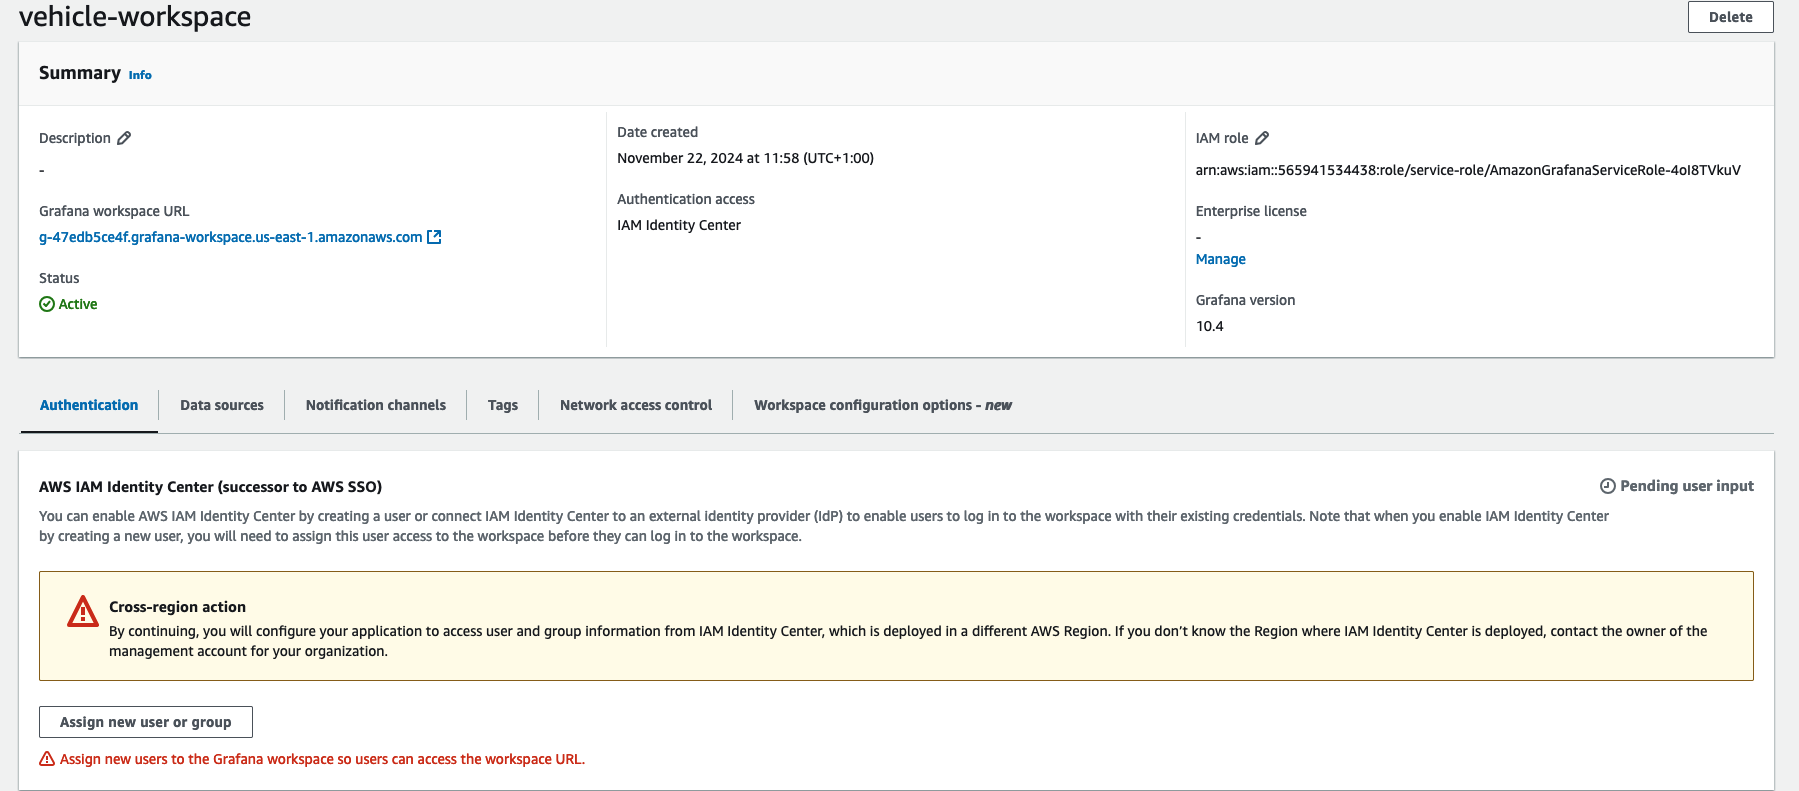 vehicle-workspace
Delete
Summary Info
Description
-
Grafana workspace URL
g-47edb5ce4f.grafana-workspace.us-east-1.amazonaws.com
Status
Active
Date created
November 22, 2024 at 11:58 (UTC+1:00)
Authentication access
IAM Identity Center
IAM role
arn:aws:iam::565941534438:role/service-role/AmazonGrafanaServiceRole-4oI8TVkuV
Enterprise license
-
Manage
Grafana version
10.4
Authentication
Data sources
Notification channels
Tags
Network access control
Workspace configuration options - new
AWS IAM Identity Center (successor to AWS SSO)
Pending user input
You can enable AWS IAM Identity Center by creating a user or connect IAM Identity Center to an external identity provider (IdP) to enable users to log in to the workspace with their existing credentials. Note that when you enable IAM Identity Center
by creating a new user, you will need to assign this user access to the workspace before they can log in to the workspace.
Cross-region action
By continuing, you will configure your application to access user and group information from IAM Identity Center, which is deployed in a different AWS Region. If you don't know the Region where IAM Identity Center is deployed, contact the owner of the
management account for your organization.
Assign new user or group
Assign new users to the Grafana workspace so users can access the workspace URL.